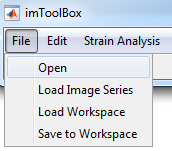 imToolBox
File Edit Strain Analysis
Open
Load Image Series
Load Workspace
Save to Workspace